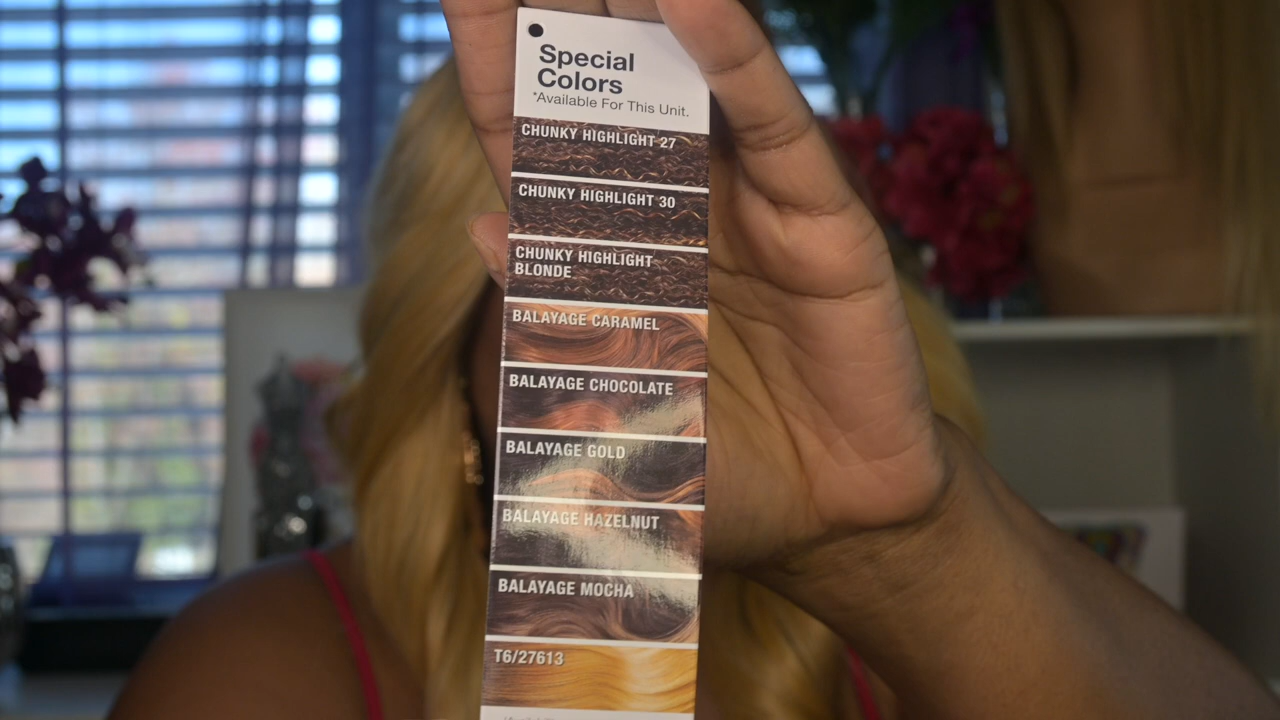 Special
Colors
*Available For This Unit.
CHUNKY HIGHLIGHT 27
CHUNKY HIGHLIGHT 30
CHUNKY HIGHLIGHT
BLONDE
BALAYAGE CARAMEL
BALAYAGE CHOCOLATE
BALAYAGE GOLD
BALAYAGE HAZELNUT
BALAYAGE MOCHA
T6/27613